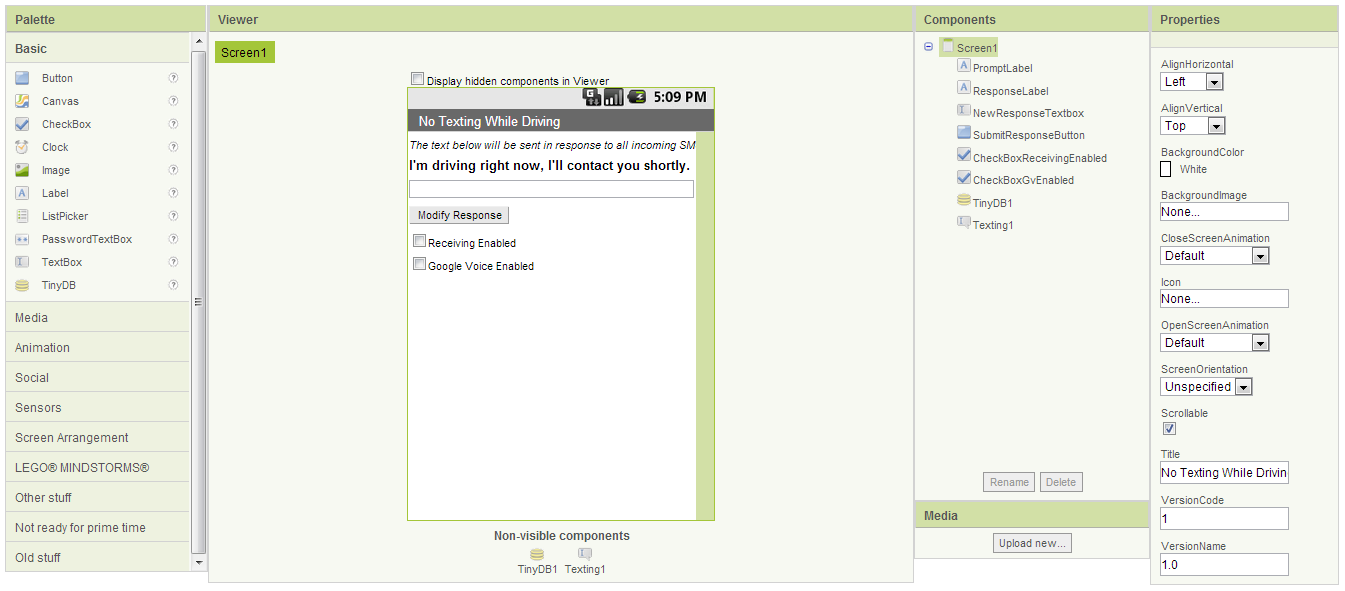 Palette
Basic
Button ?
Canvas ?
CheckBox ?
Clock ?
Image ?
Label ?
ListPicker ?
PasswordTextBox ?
TextBox ?
TinyDB ?
Media
Animation
Social
Sensors
Screen Arrangement
LEGO® MINDSTORMS®
Other stuff
Not ready for prime time
Old stuff
Viewer
Screen1
Display hidden components in Viewer
5:09 PM
No Texting While Driving
The text below will be sent in response to all incoming SM
I'm driving right now, I'll contact you shortly.
Modify Response
Receiving Enabled
Google Voice Enabled
Non-visible components
TinyDB1 Texting1
Components
Screen1
PromptLabel
ResponseLabel
NewResponseTextbox
SubmitResponseButton
CheckBoxReceivingEnabled
CheckBoxGvEnabled
TinyDB1
Texting1
Rename Delete
Media
Upload new...
Properties
AlignHorizontal
Left
AlignVertical
Top
BackgroundColor
White
BackgroundImage
None...
CloseScreenAnimation
Default
Icon
None...
OpenScreenAnimation
Default
ScreenOrientation
Unspecified
Scrollable
Title
No Texting While Drivin
VersionCode
1
VersionName
1.0